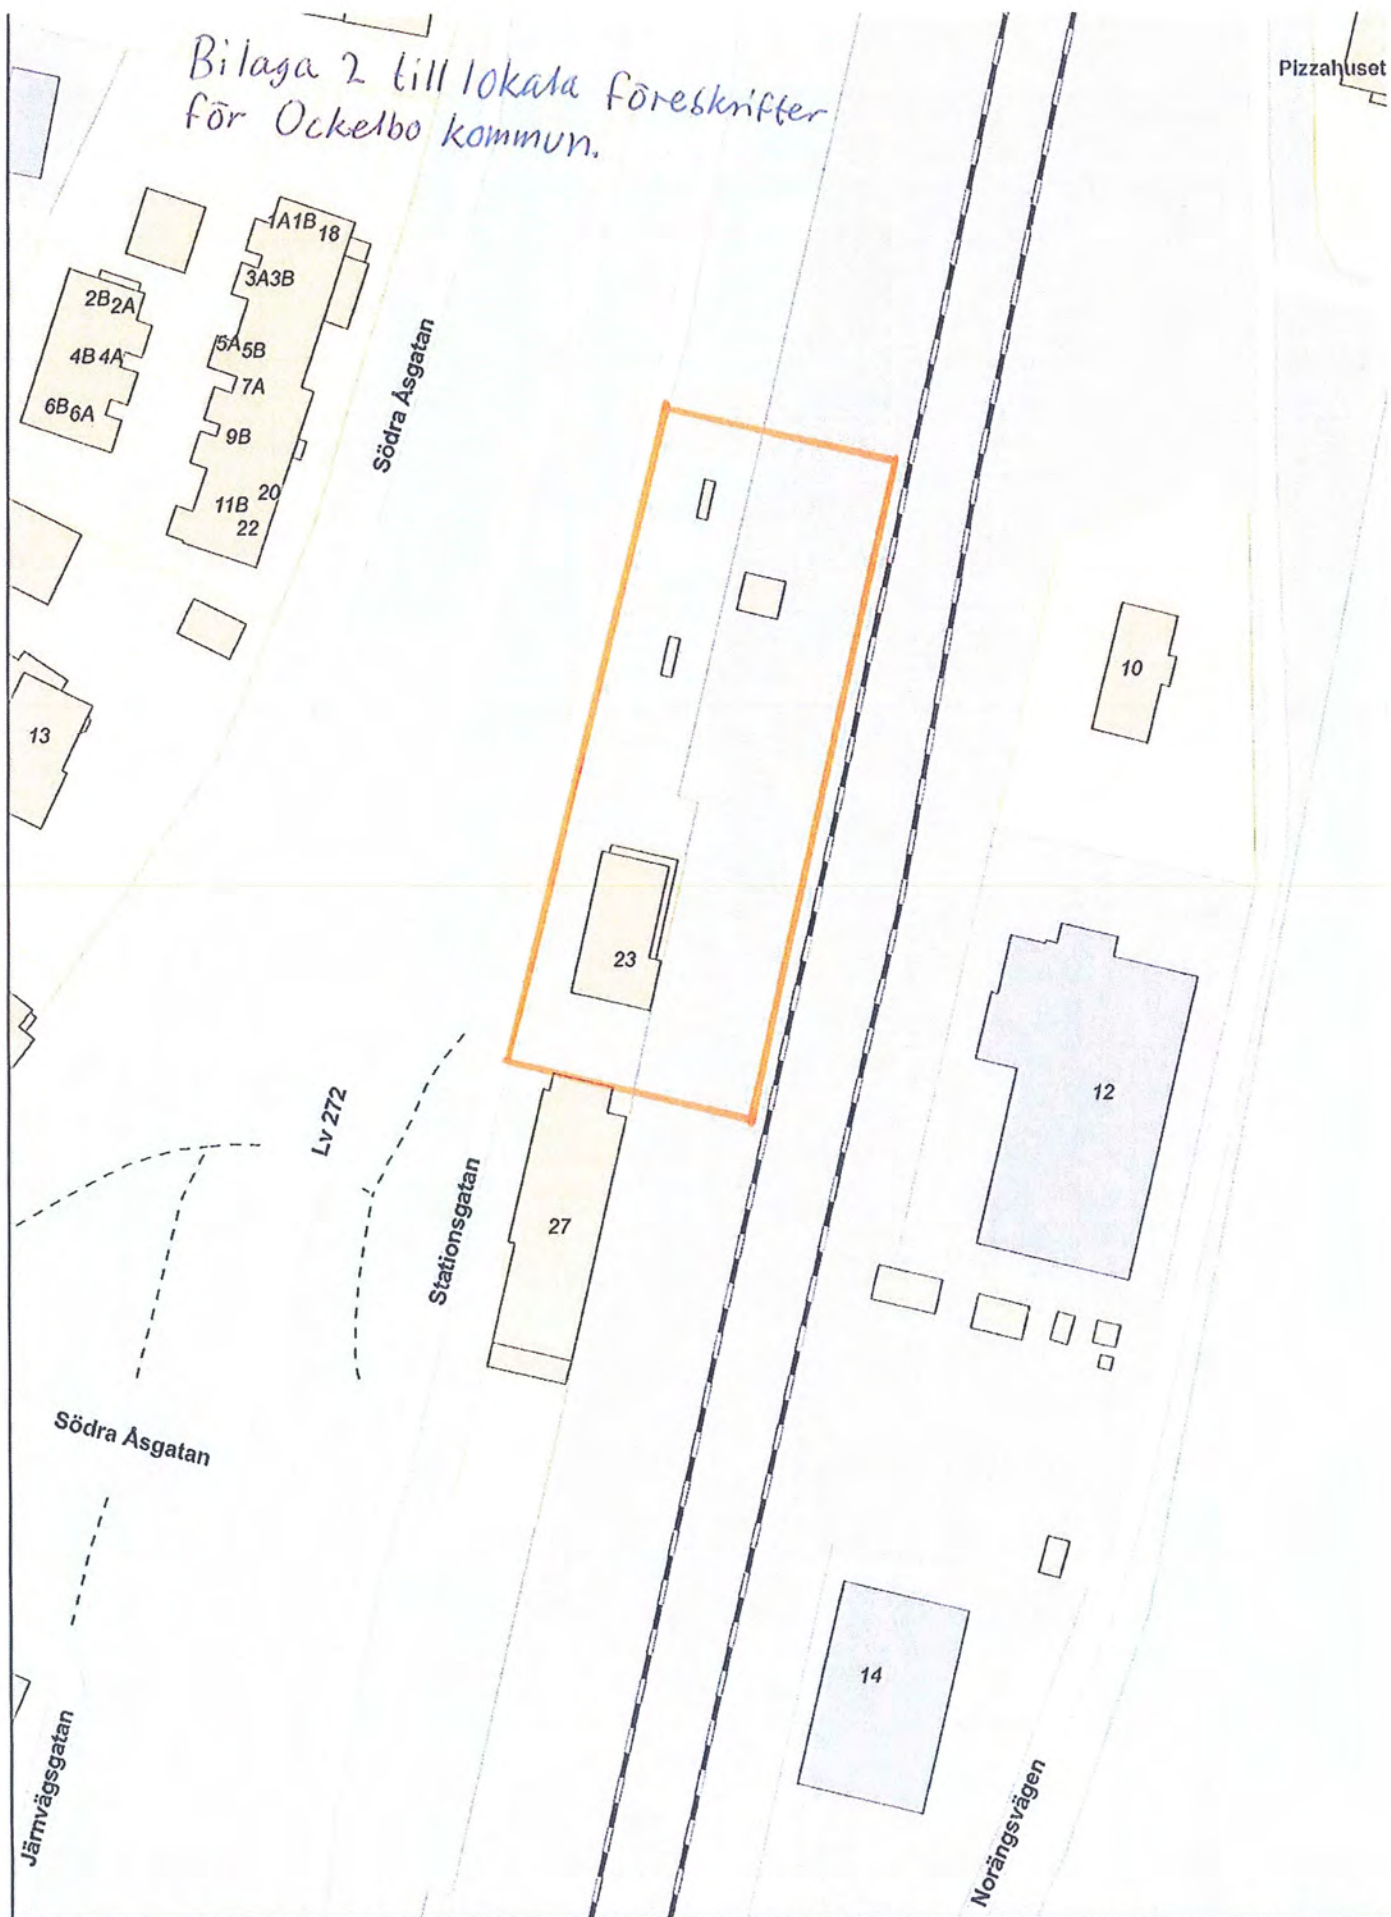 Bilaga 2 till lokala föreskrifter
för Ockelbo kommun.
Pizzahuset
1A1B 18
3A3B
2B2A
5A5B
4B 4A
7A
6B6A
9B
Södra Åsgatan
20
11B
22
10
13
23
12
Lv 272
Stationsgatan
27
Södra Åsgatan
14
Järnvägsgatan
Norängsvägen